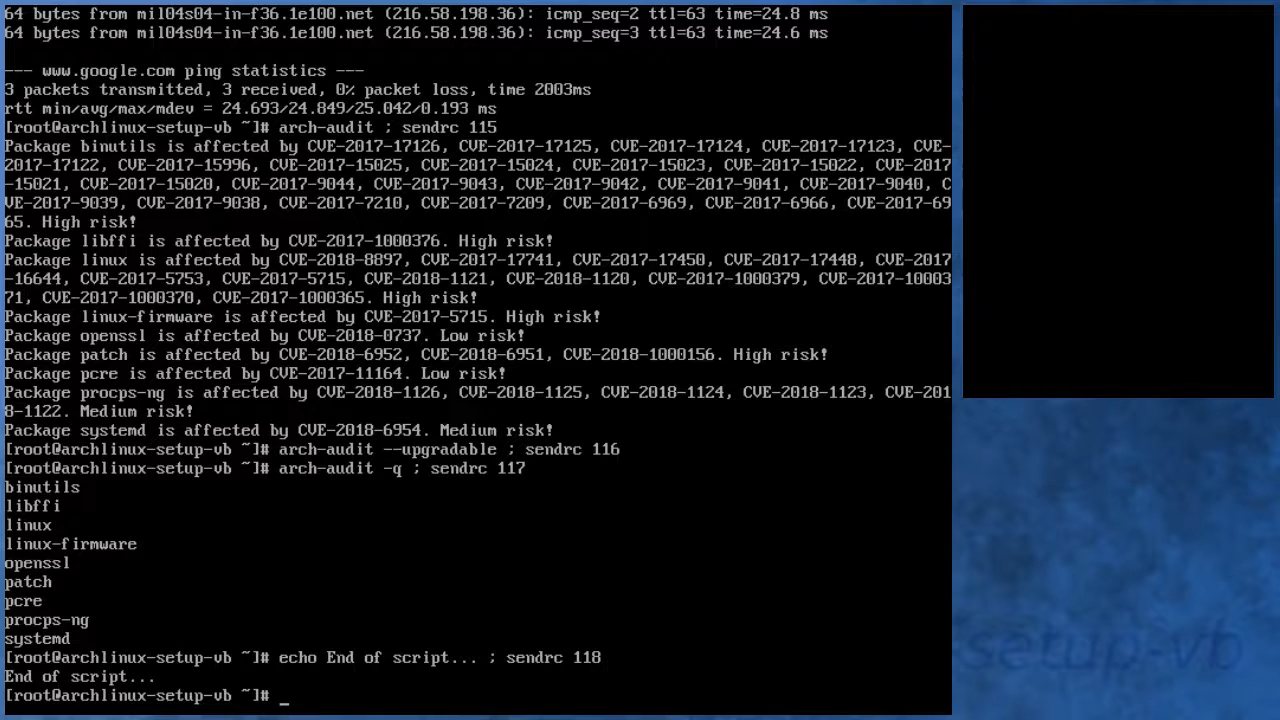 64 bytes from mil04s04-in-f36.1e100.net (216.58.198.36): icmp_seq=2 ttl=63 time=24.8 ms
64 bytes from mil04s04-in-f36.1e100.net (216.58.198.36): icmp_seq=3 ttl=63 time=24.6 ms
--- www.google.com ping statistics ---
3 packets transmitted, 3 received, 0% packet loss, time 2003ms
rtt min/avg/max/mdev = 24.693/24.849/25.042/0.193 ms
[root@archlinux-setup-vb ~]# arch-audit ; sendrc 115
Package binutils is affected by CVE-2017-17126, CVE-2017-17125, CVE-2017-17124, CVE-2017-17123, CVE-
2017-17122, CVE-2017-15996, CVE-2017-15025, CVE-2017-15024, CVE-2017-15023, CVE-2017-15022, CVE-2017
-15021, CVE-2017-15020, CVE-2017-9044, CVE-2017-9043, CVE-2017-9042, CVE-2017-9041, CVE-2017-9040, C
VE-2017-9039, CVE-2017-9038, CVE-2017-7210, CVE-2017-7209, CVE-2017-6969, CVE-2017-6966, CVE-2017-69
65. High risk!
Package libffi is affected by CVE-2017-1000376. High risk!
Package linux is affected by CVE-2018-8897, CVE-2017-17741, CVE-2017-17450, CVE-2017-17448, CVE-2017
-16644, CVE-2017-5753, CVE-2017-5715, CVE-2018-1121, CVE-2018-1120, CVE-2017-1000379, CVE-2017-10003
71, CVE-2017-1000370, CVE-2017-1000365. High risk!
Package linux-firmware is affected by CVE-2017-5715. High risk!
Package openssl is affected by CVE-2018-0737. Low risk!
Package patch is affected by CVE-2018-6952, CVE-2018-6951, CVE-2018-1000156. High risk!
Package pcre is affected by CVE-2017-11164. Low risk!
Package procps-ng is affected by CVE-2018-1126, CVE-2018-1125, CVE-2018-1124, CVE-2018-1123, CVE-201
8-1122. Medium risk!
Package systemd is affected by CVE-2018-6954. Medium risk!
[root@archlinux-setup-vb ~]# arch-audit --upgradable ; sendrc 116
[root@archlinux-setup-vb ~]# arch-audit -q ; sendrc 117
binutils
libffi
linux
linux-firmware
openssl
patch
pcre
procps-ng
systemd
[root@archlinux-setup-vb ~]# echo End of script... ; sendrc 118
End of script...
[root@archlinux-setup-vb ~]# _
setup-vb